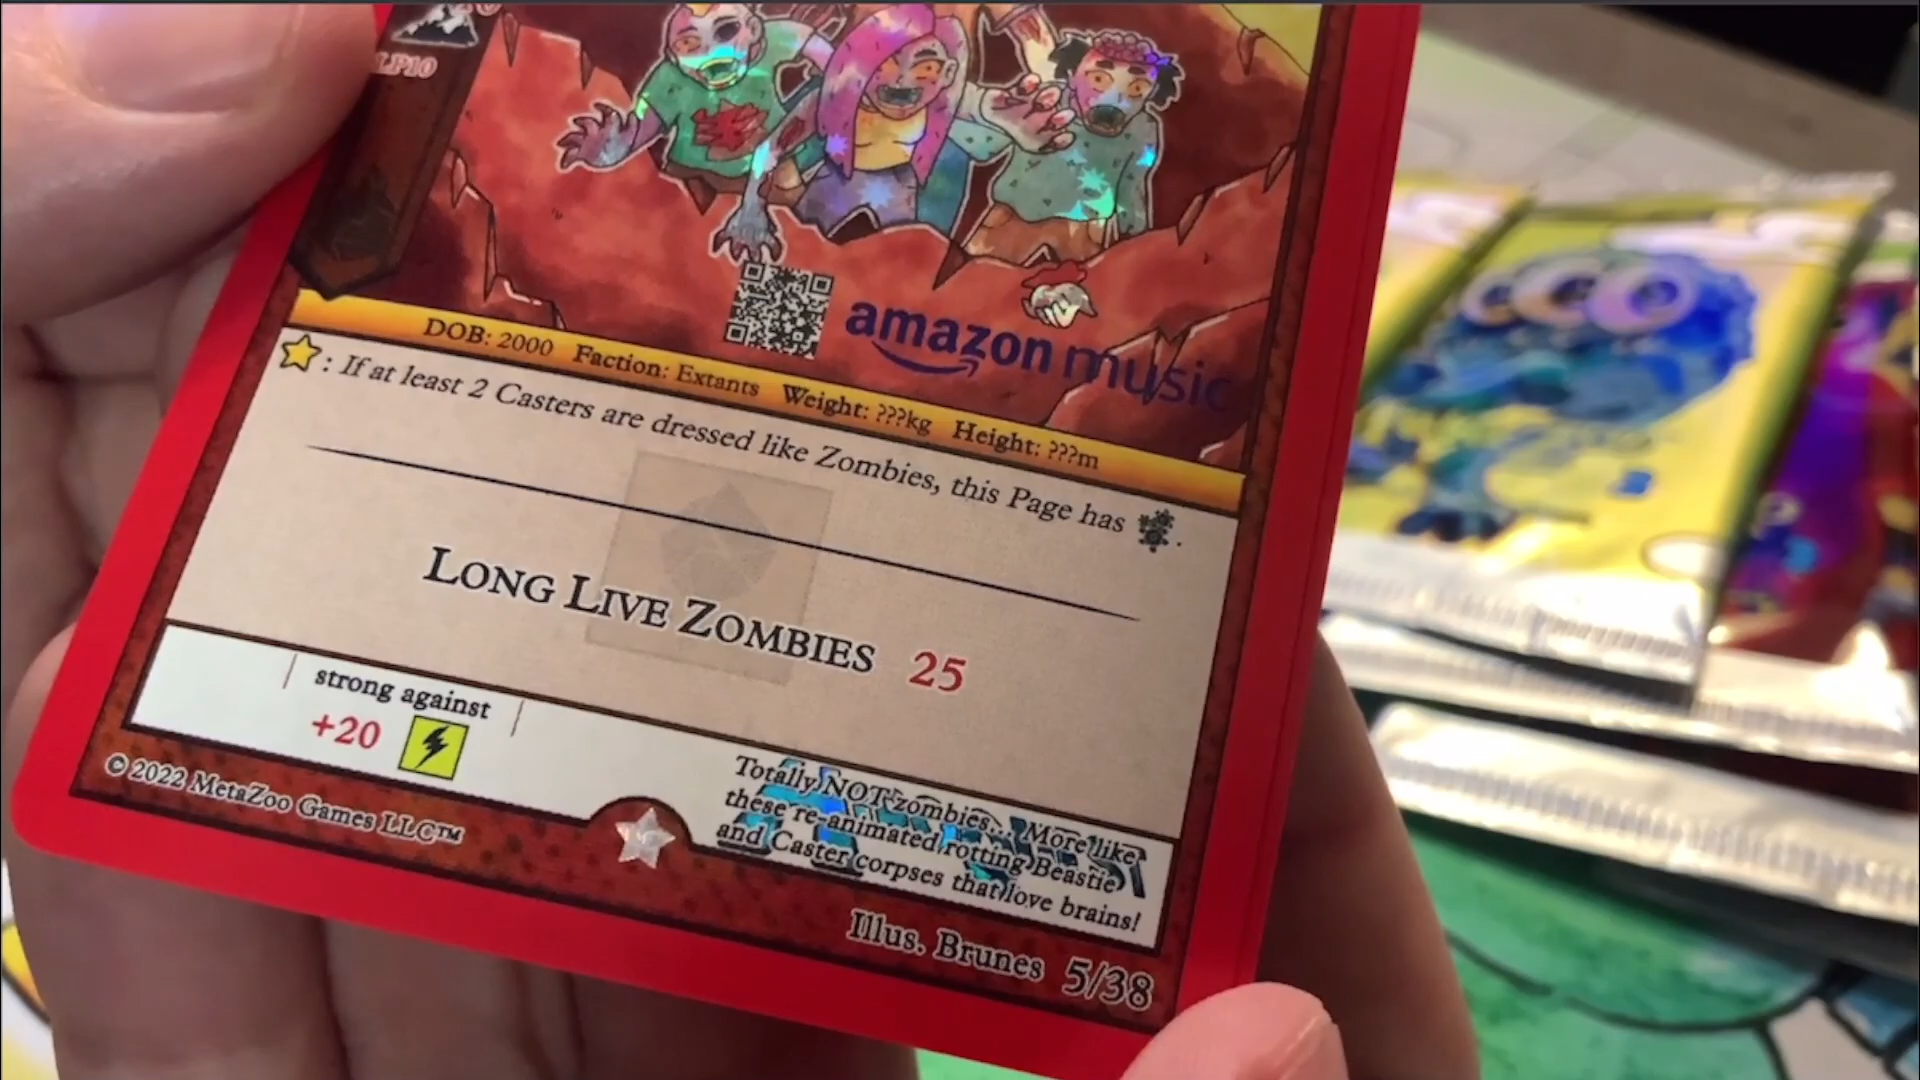 LP10
amazon music
DOB: 2000 Faction: Extants Weight: ???kg Height: ???m
: If at least 2 Casters are dressed like Zombies, this Page has .
LONG LIVE ZOMBIES 25
strong against
+20
Totally NOT zombies... More like
these re-animated rotting Beastie
and Caster corpses that love brains!
© 2022 MetaZoo Games LLC™
Illus. Brunes 5/38